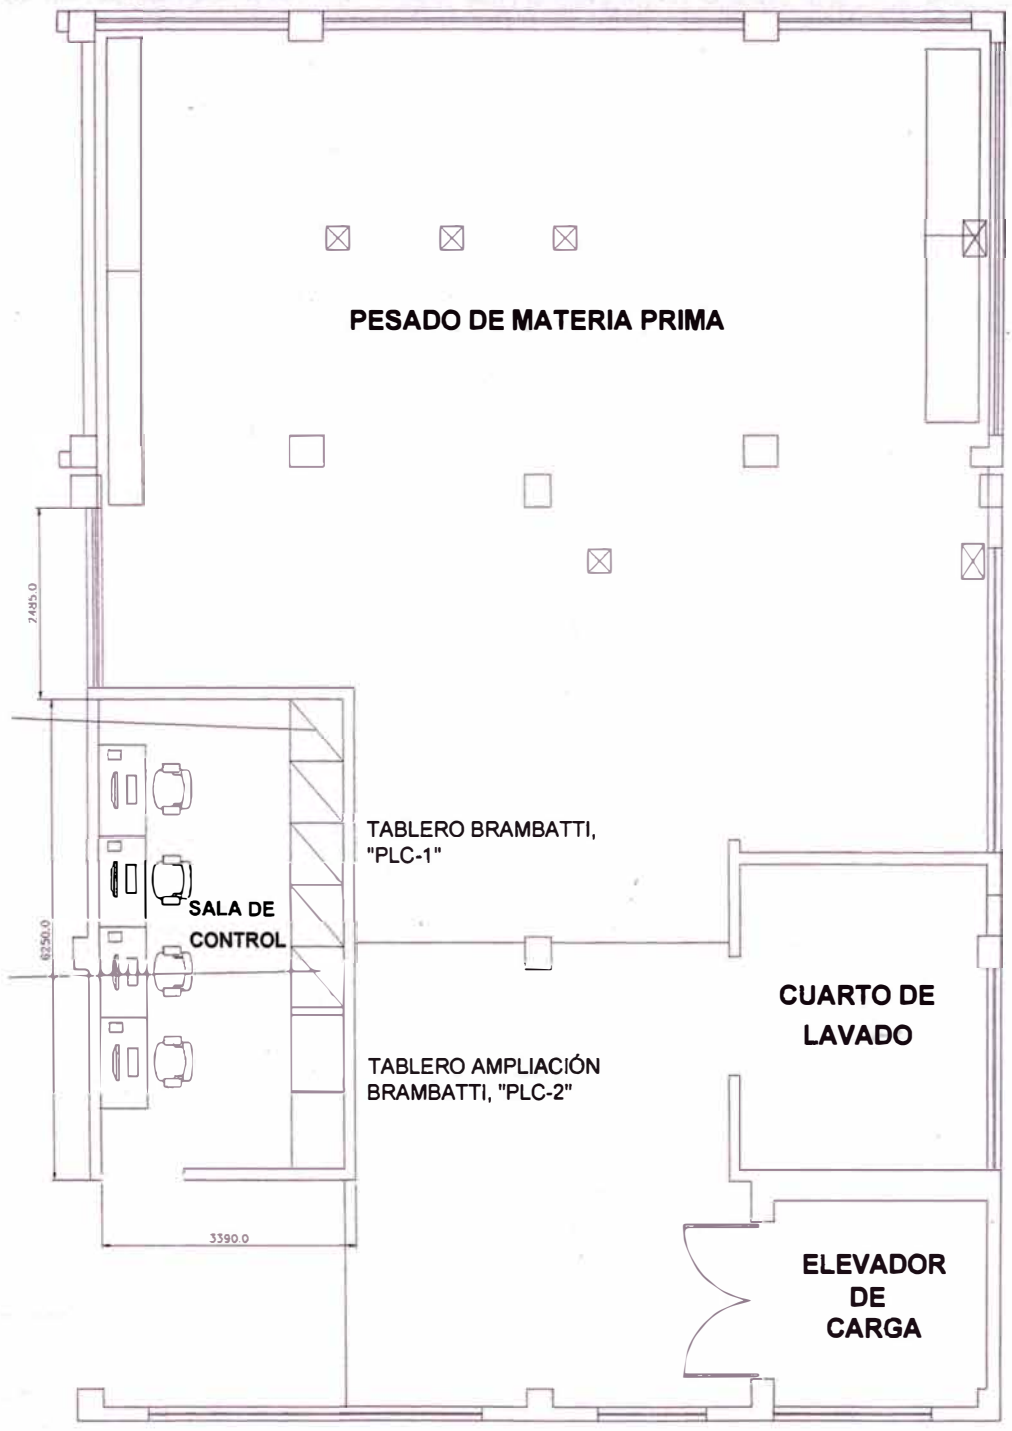 PESADO DE MATERIA PRIMA
2485.0
TABLERO BRAMBATTI,
"PLC-1"
SALA DE
CONTROL
6250.0
CUARTO DE
LAVADO
TABLERO AMPLIACIÓN
BRAMBATTI, "PLC-2"
3390.0
ELEVADOR
DE
CARGA